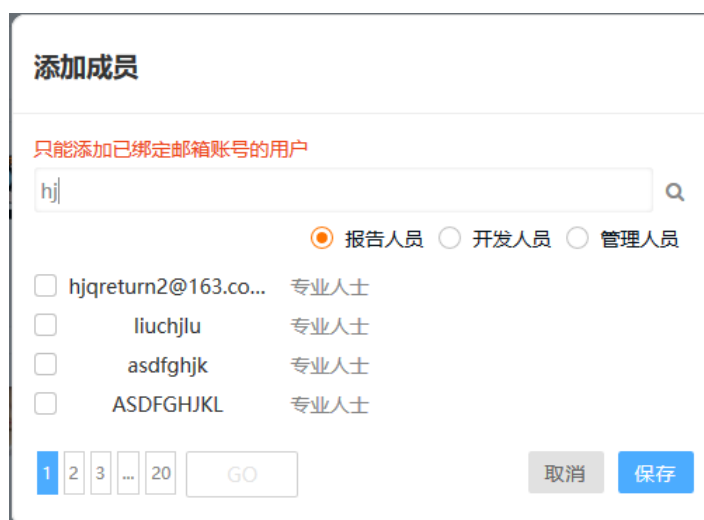 添加成员
只能添加已绑定邮箱账号的用户
hj
报告人员 开发人员 管理人员
hjqreturn2@163.co... 专业人士
liuchjlu 专业人士
asdfghjk 专业人士
ASDFGHJKL 专业人士
1 2 3 ... 20 GO 取消 保存